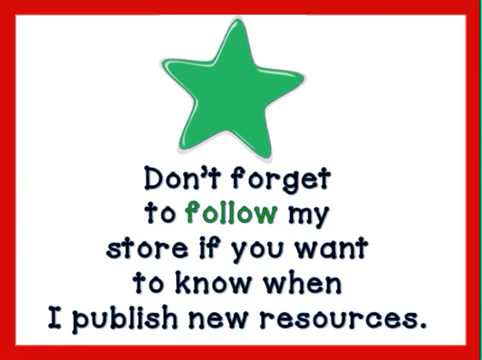 Don't forget
to follow my
store if you want
to know when
I publish new resources.